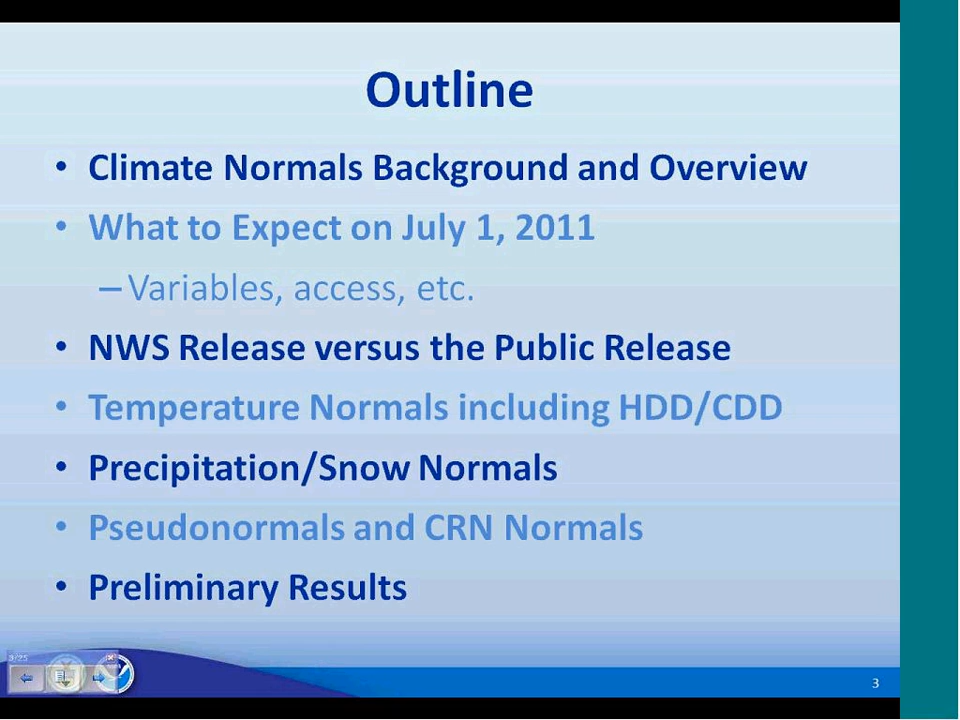 Outline
• Climate Normals Background and Overview
• What to Expect on July 1, 2011
– Variables, access, etc.
• NWS Release versus the Public Release
• Temperature Normals including HDD/CDD
• Precipitation/Snow Normals
• Pseudonormals and CRN Normals
• Preliminary Results
3